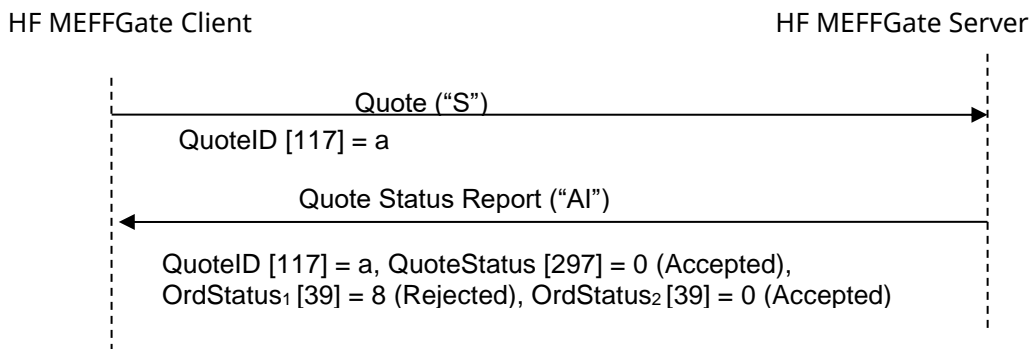 HF MEFFGate Client
HF MEFFGate Server
Quote (“S”)
QuoteID [117] = a
Quote Status Report (“AI”)
QuoteID [117] = a, QuoteStatus [297] = 0 (Accepted),
OrdStatus₁ [39] = 8 (Rejected), OrdStatus₂ [39] = 0 (Accepted)